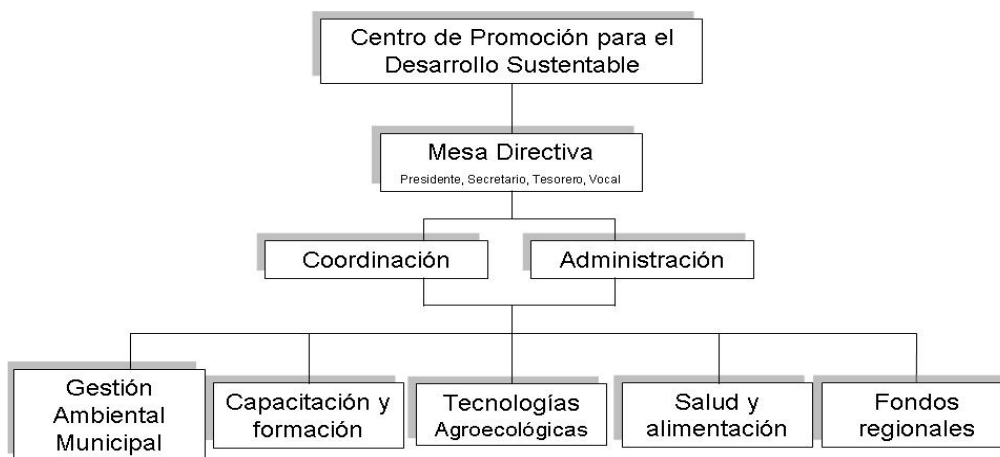 Centro de Promoción para el
Desarrollo Sustentable
Mesa Directiva
Presidente, Secretario, Tesorero, Vocal
Coordinación
Administración
Gestión
Ambiental
Municipal
Capacitación y
formación
Tecnologías
Agroecológicas
Salud y
alimentación
Fondos
regionales